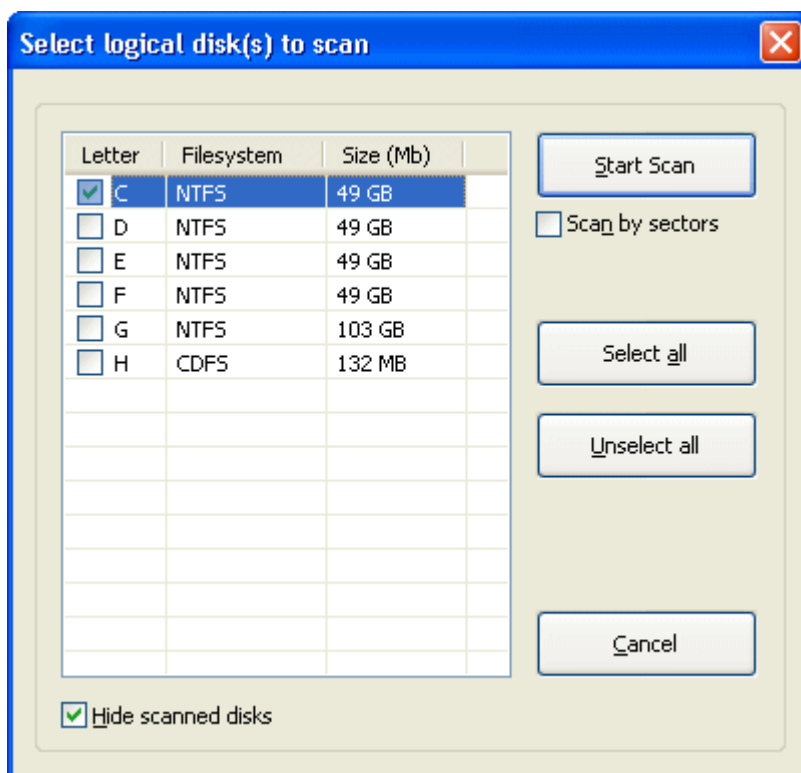 Select logical disk(s) to scan
Letter Filesystem Size (Mb)
C NTFS 49 GB
D NTFS 49 GB
E NTFS 49 GB
F NTFS 49 GB
G NTFS 103 GB
H CDFS 132 MB
Start Scan
Scan by sectors
Select all
Unselect all
Cancel
Hide scanned disks